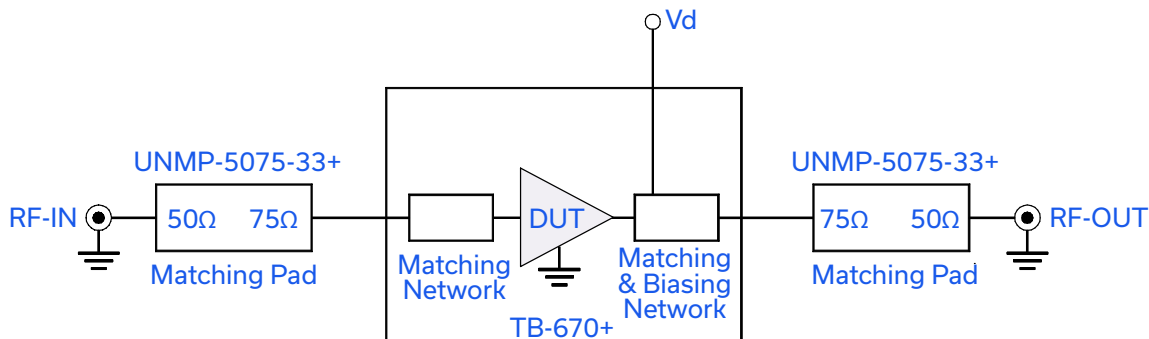 Vd
UNMP-5075-33+
UNMP-5075-33+
RF-IN
50Ω
75Ω
DUT
75Ω
50Ω
RF-OUT
Matching Pad
Matching
Network
Matching
& Biasing
Network
Matching Pad
TB-670+